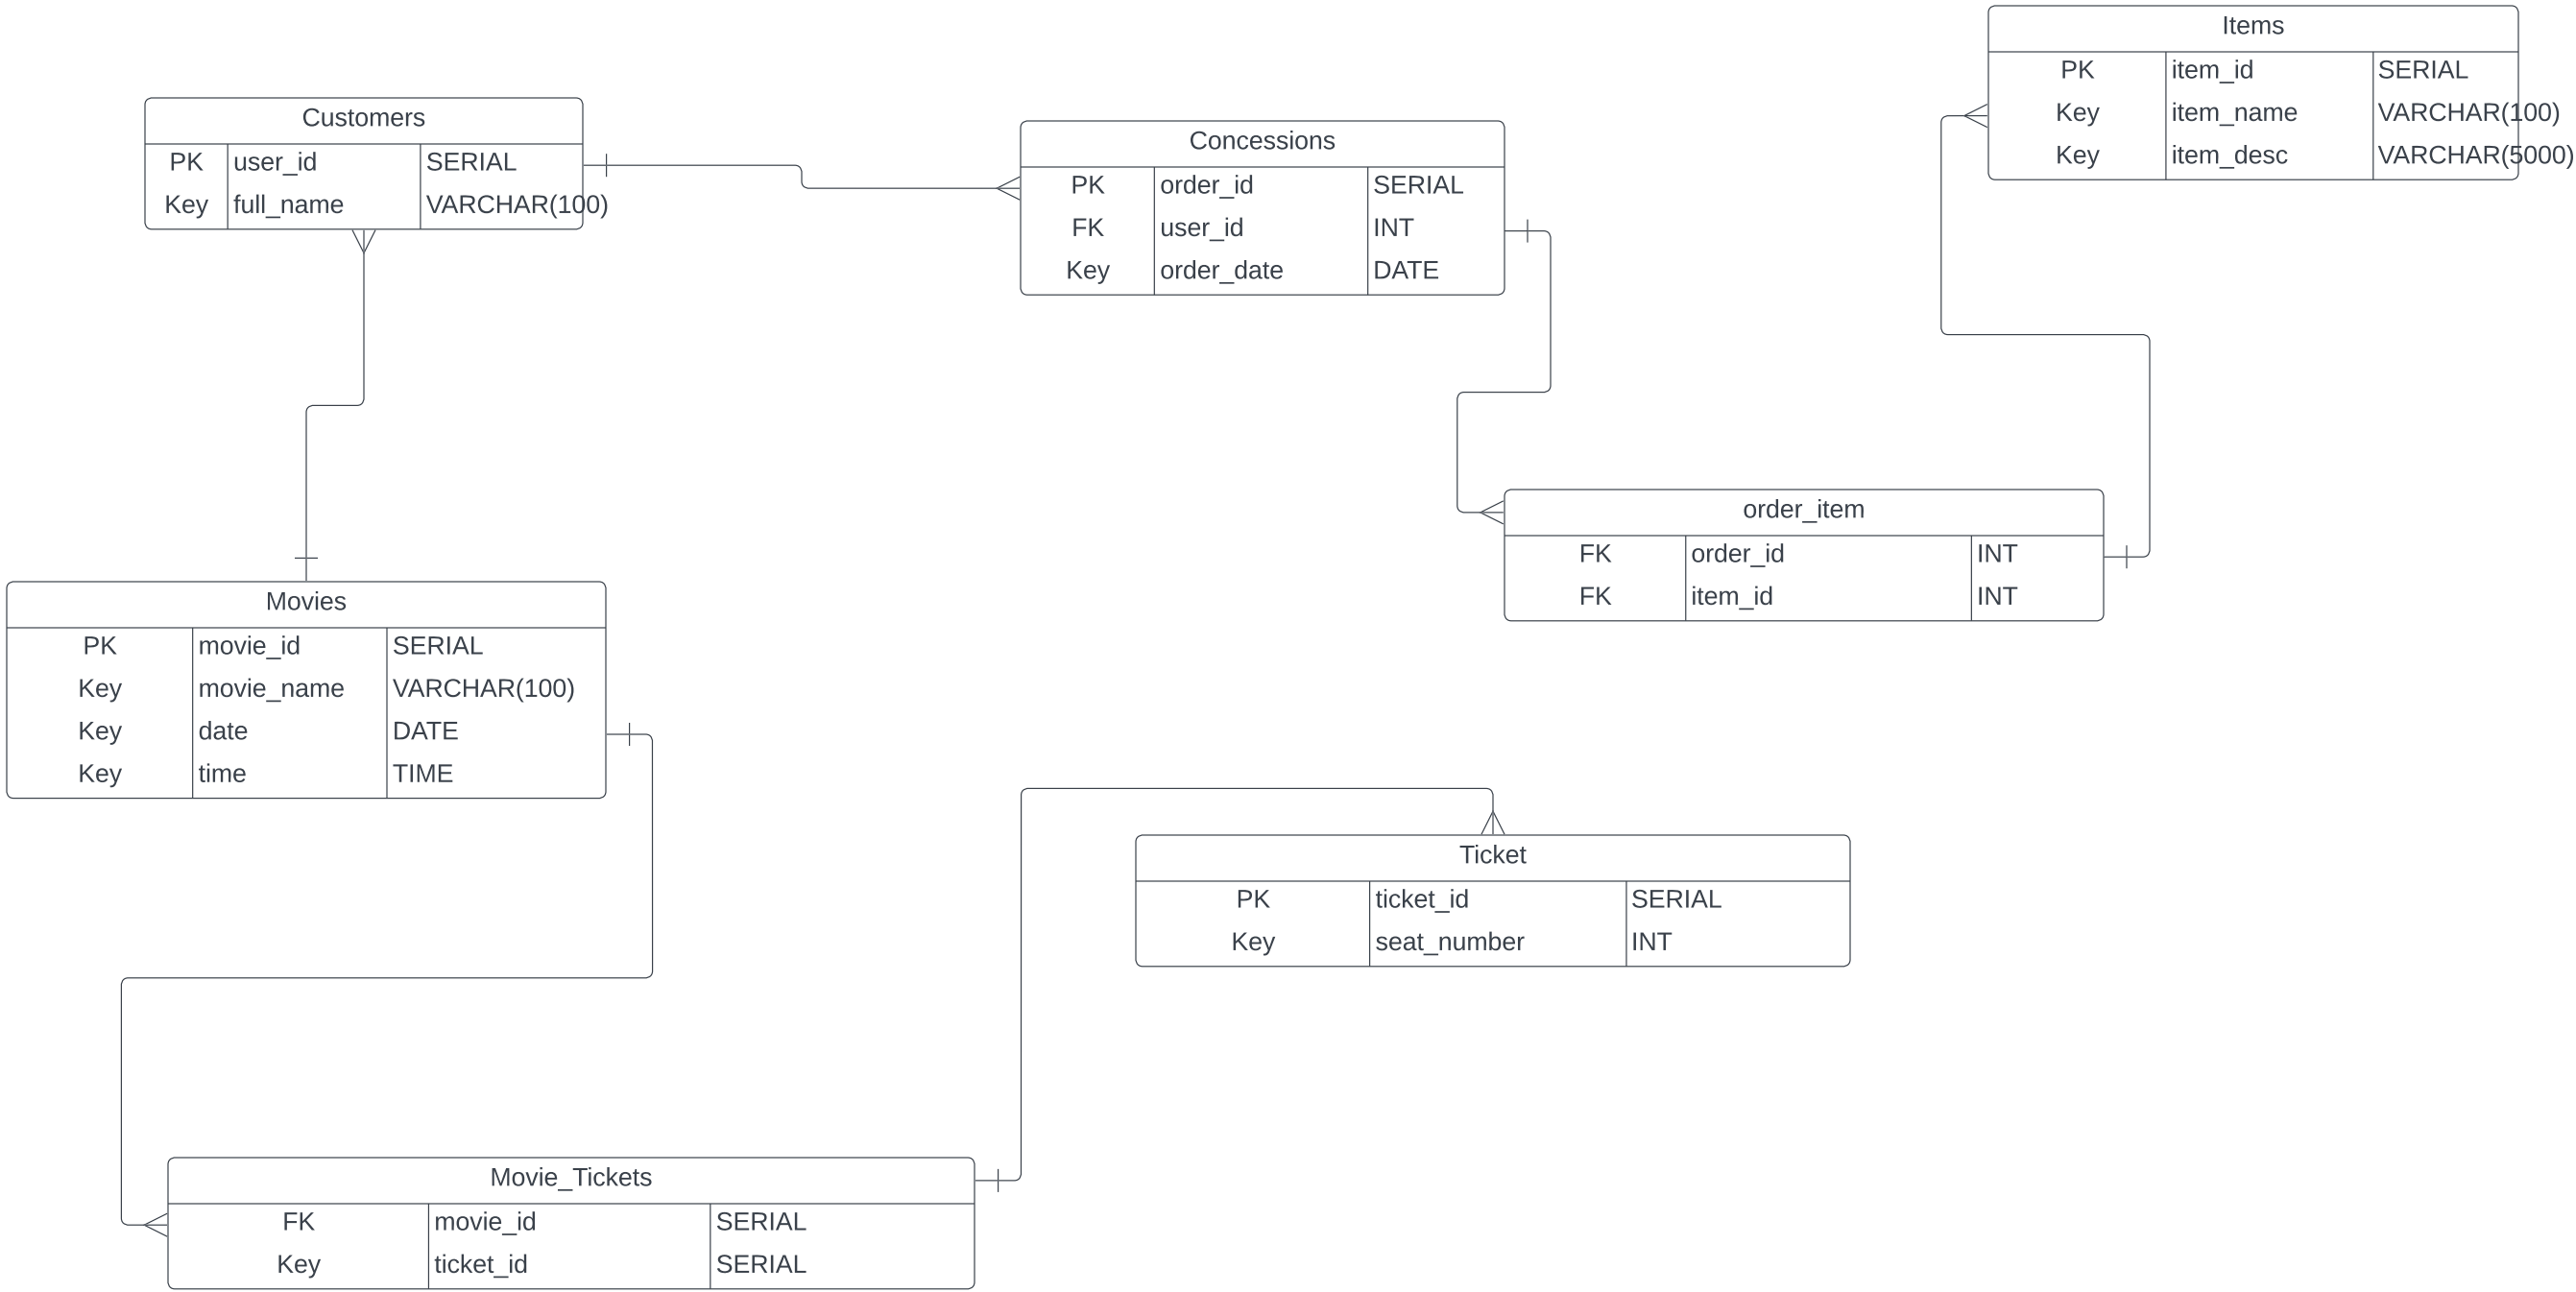 Items
PK item_id SERIAL
Key item_name VARCHAR(100)
Key item_desc VARCHAR(5000)
Customers
PK user_id SERIAL
Key full_name VARCHAR(100)
Concessions
PK order_id SERIAL
FK user_id INT
Key order_date DATE
order_item
FK order_id INT
FK item_id INT
Movies
PK movie_id SERIAL
Key movie_name VARCHAR(100)
Key date DATE
Key time TIME
Ticket
PK ticket_id SERIAL
Key seat_number INT
Movie_Tickets
FK movie_id SERIAL
Key ticket_id SERIAL